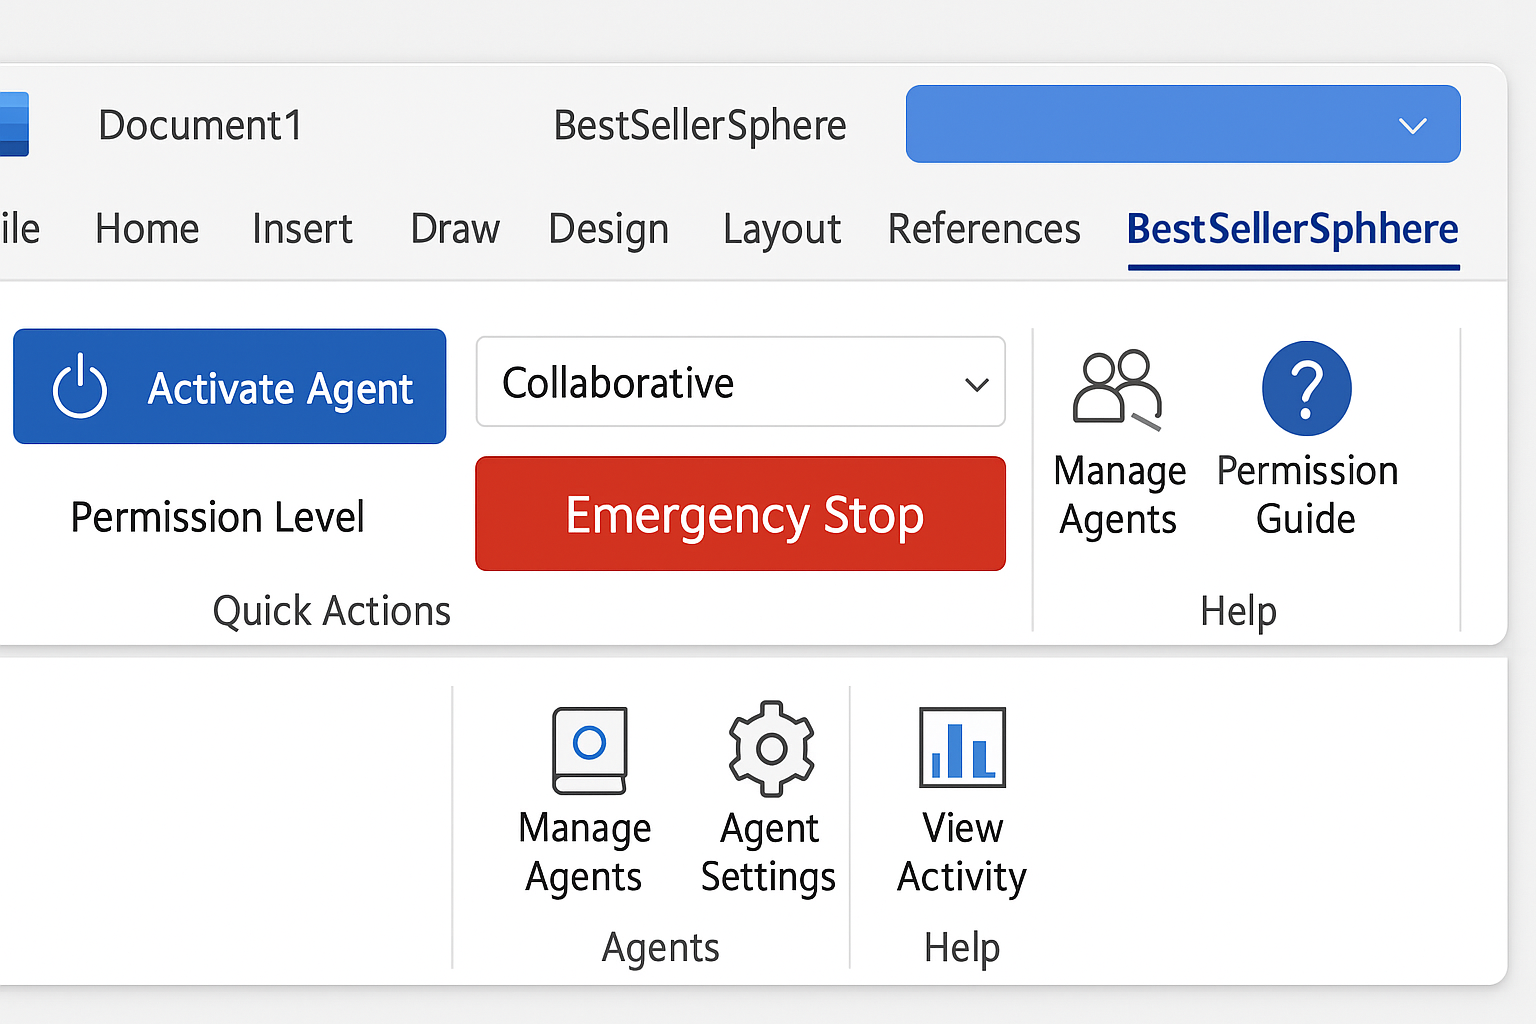 Document1
BestSellerSphere
ile Home Insert Draw Design Layout References BestSellerSphhere
Activate Agent
Collaborative
Permission Level
Emergency Stop
Quick Actions
Manage
Agents
Permission
Guide
Help
Manage
Agents
Agent
Settings
Agents
View
Activity
Help